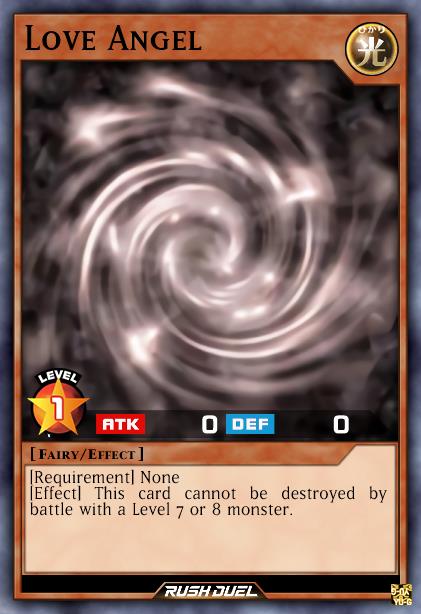 Love Angel
ひかり
光
LEVEL
1
ATK 0 DEF 0
[Fairy/Effect]
[Requirement] None
[Effect] This card cannot be destroyed by
battle with a Level 7 or 8 monster.
RUSH DUEL